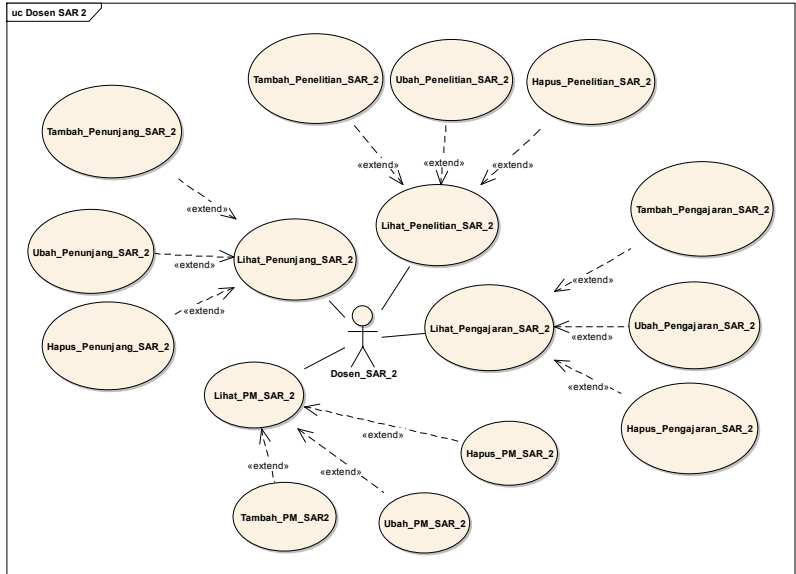 uc Dosen SAR 2
Tambah_Penelitian_SAR_2
Ubah_Penelitian_SAR_2
Hapus_Penelitian_SAR_2
Tambah_Penunjang_SAR_2
«extend»
«extend»
«extend»
Tambah_Pengajaran_SAR_2
«extend»
Lihat_Penelitian_SAR_2
Ubah_Penunjang_SAR_2
«extend»
Lihat_Penunjang_SAR_2
«extend»
Hapus_Penunjang_SAR_2
«extend»
Lihat_Pengajaran_SAR_2
«extend»
Ubah_Pengajaran_SAR_2
Dosen_SAR_2
«extend»
Lihat_PM_SAR_2
Hapus_Pengajaran_SAR_2
«extend»
Hapus_PM_SAR_2
«extend»
«extend»
Tambah_PM_SAR2
Ubah_PM_SAR_2